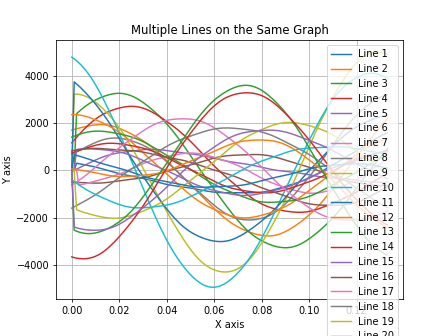 Multiple Lines on the Same Graph
Y axis
4000
2000
0
−2000
−4000
0.00
0.02
0.04
0.06
0.08
0.10
X axis
Line 1
Line 2
Line 3
Line 4
Line 5
Line 6
Line 7
Line 8
Line 9
Line 10
Line 11
Line 12
Line 13
Line 14
Line 15
Line 16
Line 17
Line 18
Line 19
Line 20